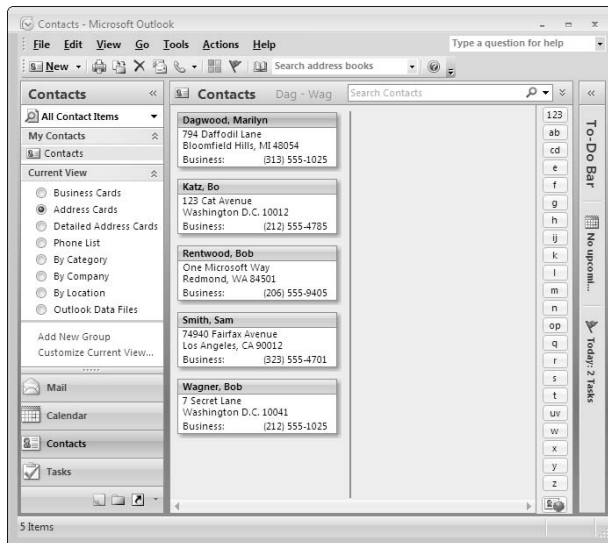 Contacts - Microsoft Outlook
File Edit View Go Tools Actions Help
Type a question for help
New
Search address books
Contacts
All Contact Items
My Contacts
Contacts
Current View
Business Cards
Address Cards
Detailed Address Cards
Phone List
By Category
By Company
By Location
Outlook Data Files
Add New Group
Customize Current View...
Mail
Calendar
Contacts
Tasks
Contacts Dag - Wag
Search Contacts
Dagwood, Marilyn
794 Daffodil Lane
Bloomfield Hills, MI 48054
Business: (313) 555-1025
Katz, Bo
123 Cat Avenue
Washington D.C. 10012
Business: (212) 555-4785
Rentwood, Bob
One Microsoft Way
Redmond, WA 84501
Business: (206) 555-9405
Smith, Sam
74940 Fairfax Avenue
Los Angeles, CA 90012
Business: (323) 555-4701
Wagner, Bob
7 Secret Lane
Washington D.C. 10041
Business: (212) 555-1025
123
ab
cd
e
f
g
h
ij
k
l
m
n
op
q
r
s
t
uv
w
x
y
z
To-Do Bar
No upcomi...
Today: 2 Tasks
5 Items